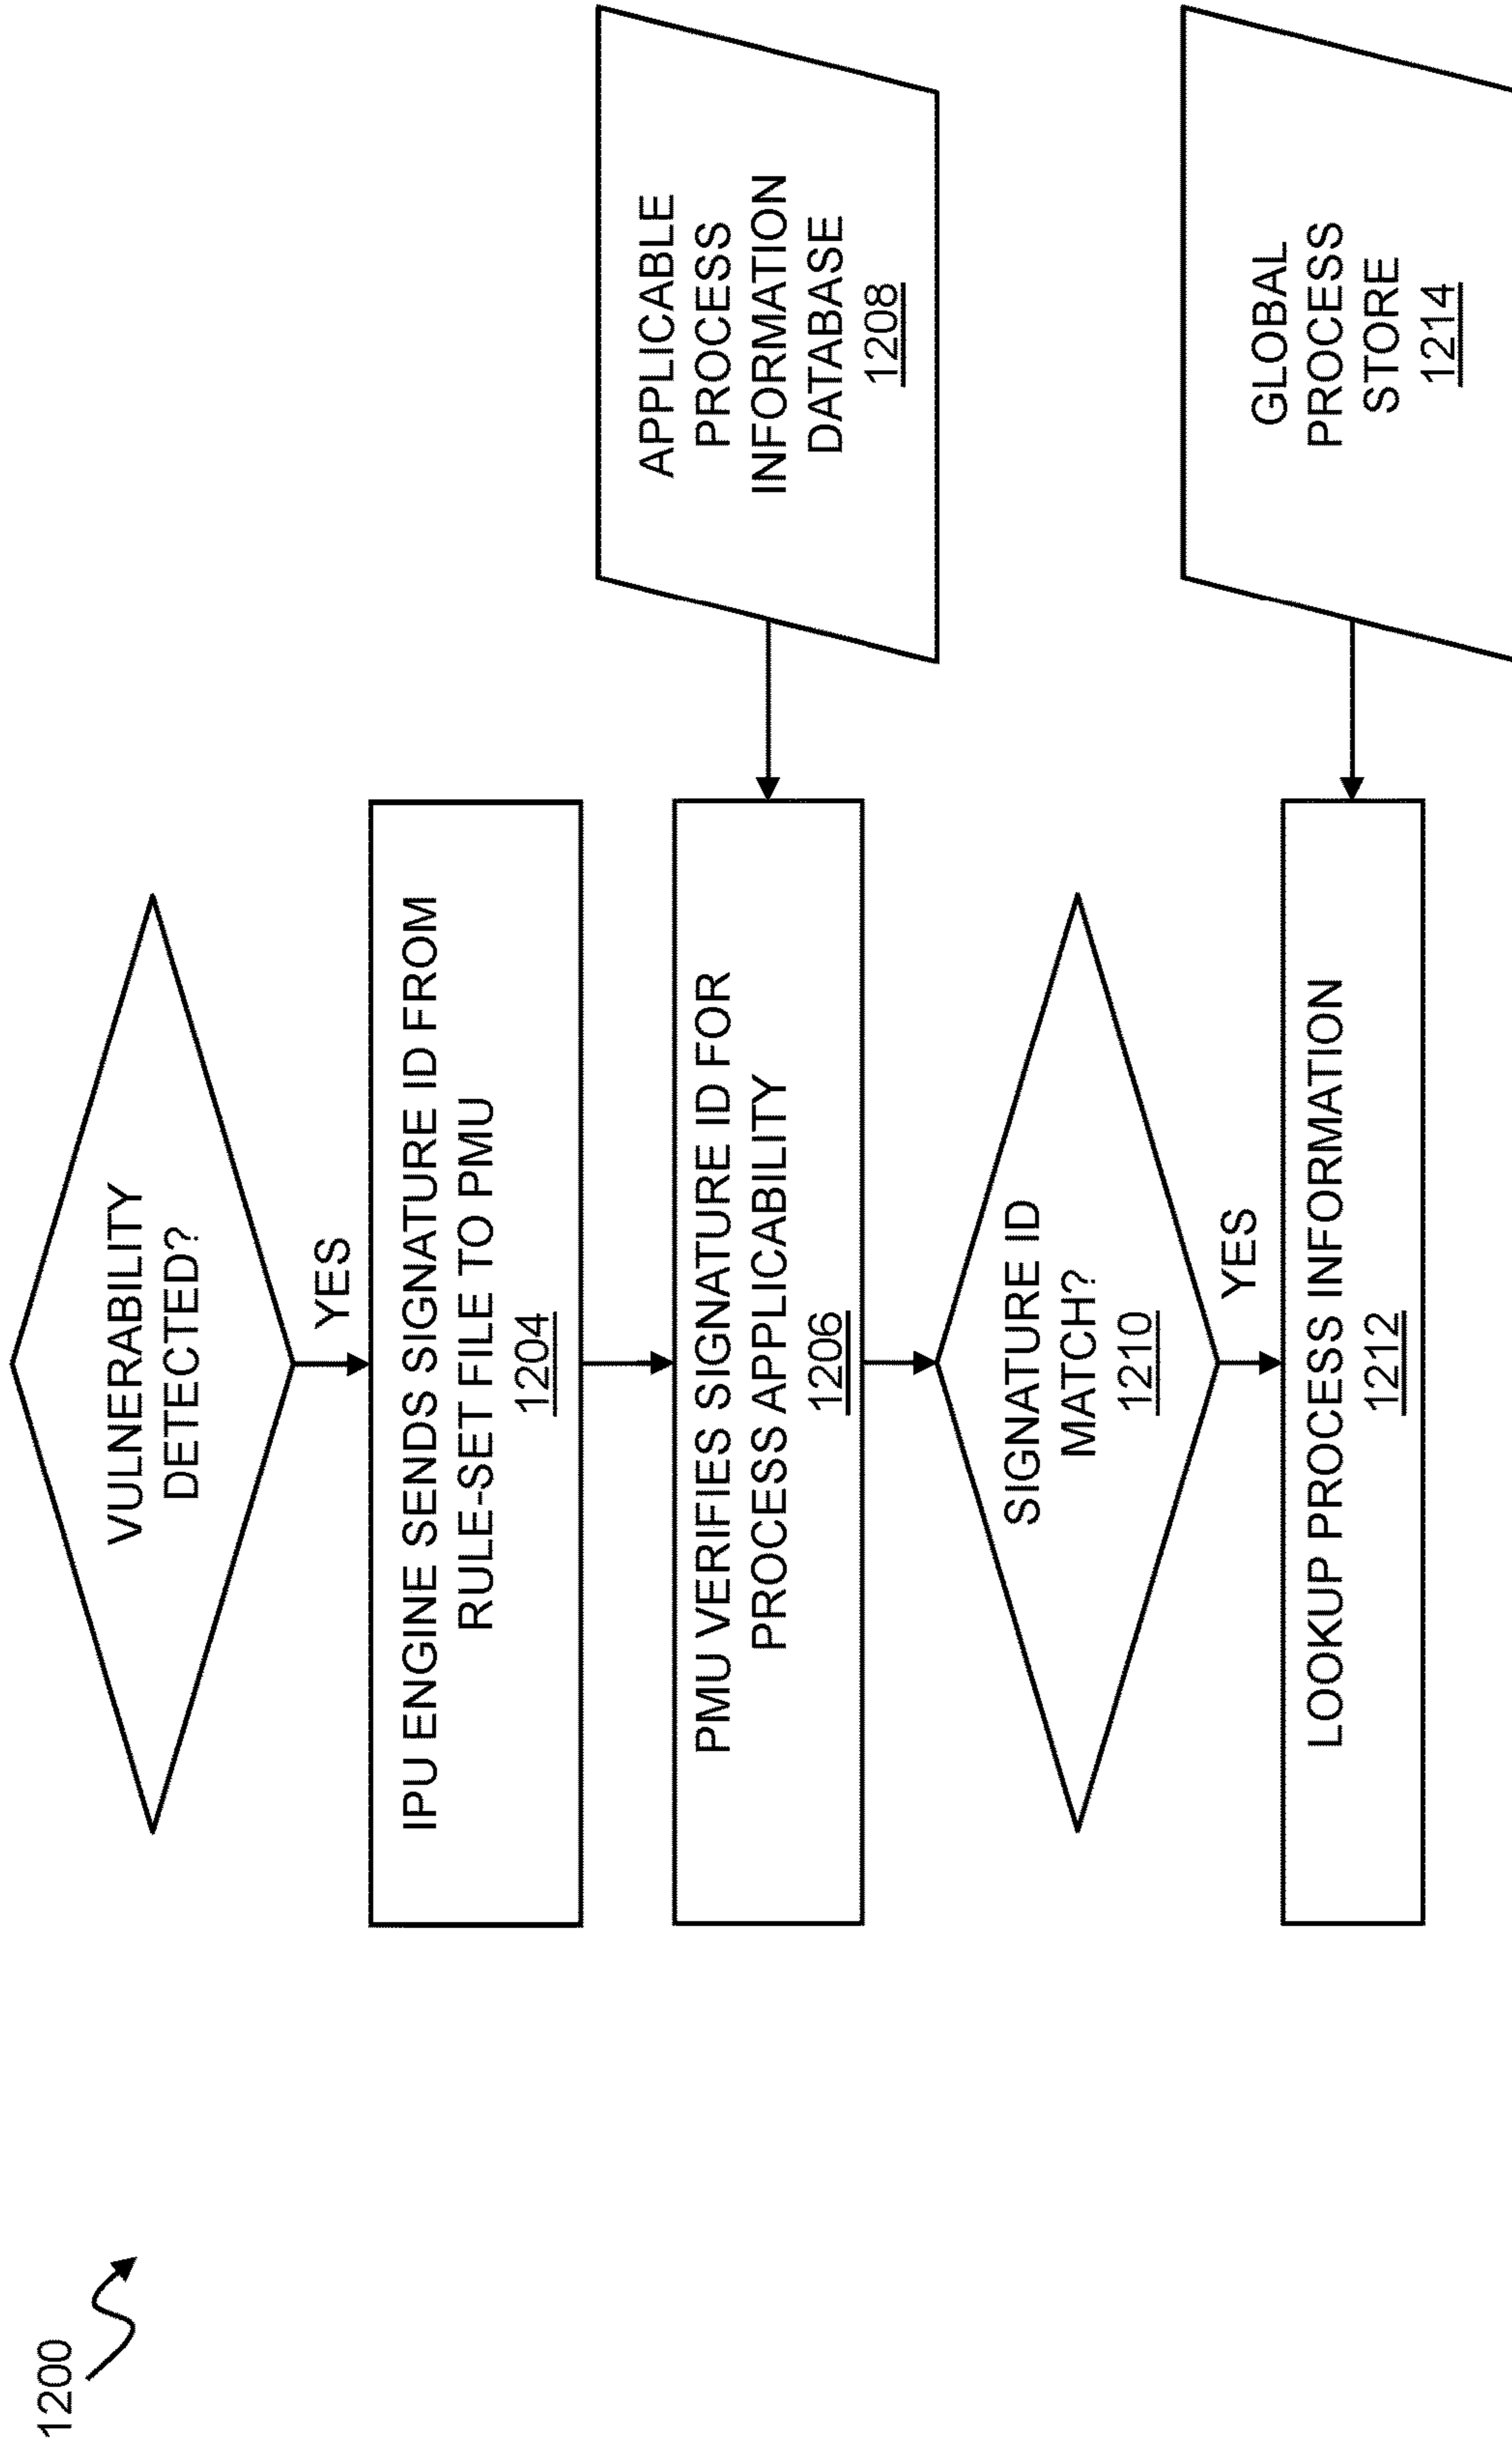 1200
VULNERABILITY
DETECTED?
YES
IPU ENGINE SENDS SIGNATURE ID FROM
RULE-SET FILE TO PMU
1204
PMU VERIFIES SIGNATURE ID FOR
PROCESS APPLICABILITY
1206
APPLICABLE
PROCESS
INFORMATION
DATABASE
1208
SIGNATURE ID
MATCH?
1210
YES
LOOKUP PROCESS INFORMATION
1212
GLOBAL
PROCESS
STORE
1214